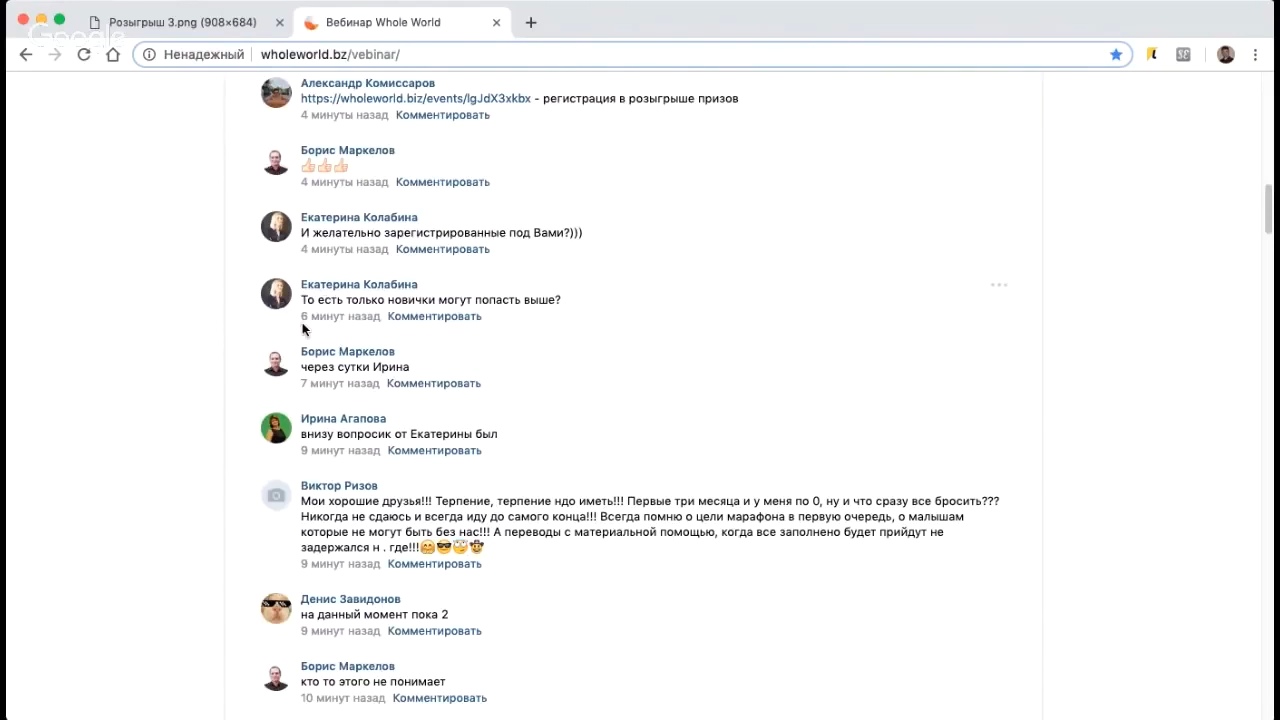 Розыгрыш 3.png (908×684)
Вебинар Whole World
Google
Ненадежный
wholeworld.bz/vebinar/
Александр Комиссаров
https://wholeworld.biz/events/lgJdX3xkbx - регистрация в розыгрыше призов
4 минуты назад Комментировать
Борис Маркелов
👍🏻👍🏻👍🏻
4 минуты назад Комментировать
Екатерина Колабина
И желательно зарегистрированные под Вами?)))
4 минуты назад Комментировать
Екатерина Колабина
То есть только новички могут попасть выше?
6 минут назад Комментировать
Борис Маркелов
через сутки Ирина
7 минут назад Комментировать
Ирина Агапова
внизу вопросик от Екатерины был
9 минут назад Комментировать
Виктор Ризов
Мои хорошие друзья!!! Терпение, терпение ндо иметь!!! Первые три месяца и у меня по 0, ну и что сразу все бросить???
Никогда не сдаюсь и всегда иду до самого конца!!! Всегда помню о цели марафона в первую очередь, о малышам
которые не могут быть без нас!!! А переводы с материальной помощью, когда все заполнено будет прийдут не
задержался н . где!!!🤗😎😇🤠
9 минут назад Комментировать
Денис Завидонов
на данный момент пока 2
9 минут назад Комментировать
Борис Маркелов
кто то этого не понимает
10 минут назад Комментировать